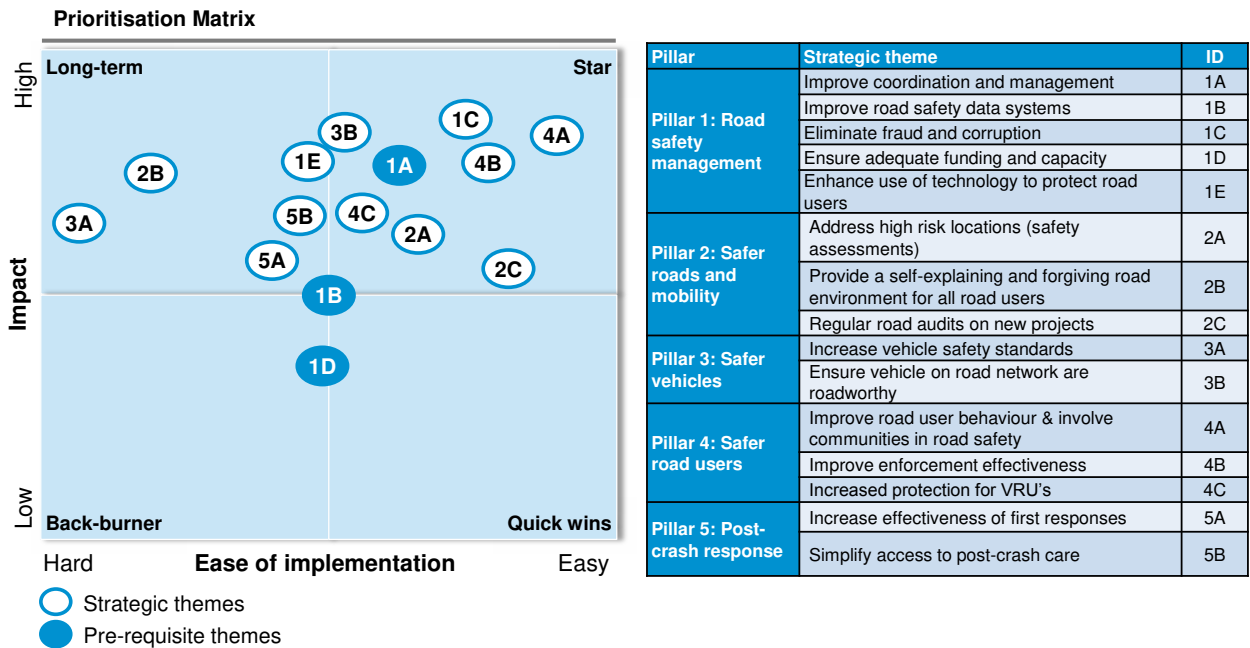 Prioritisation Matrix
High
Impact
Low
Long-term
Star
1C
3B
4A
1E
1A
4B
2B
5B
4C
3A
2A
5A
2C
1B
1D
Back-burner
Quick wins
Hard
Ease of implementation
Easy
Strategic themes
Pre-requisite themes
Pillar
Strategic theme
ID
Pillar 1: Road
safety
management
Improve coordination and management
1A
Improve road safety data systems
1B
Eliminate fraud and corruption
1C
Ensure adequate funding and capacity
1D
Enhance use of technology to protect road
users
1E
Pillar 2: Safer
roads and
mobility
Address high risk locations (safety
assessments)
2A
Provide a self-explaining and forgiving road
environment for all road users
2B
Regular road audits on new projects
2C
Pillar 3: Safer
vehicles
Increase vehicle safety standards
3A
Ensure vehicle on road network are
roadworthy
3B
Pillar 4: Safer
road users
Improve road user behaviour & involve
communities in road safety
4A
Improve enforcement effectiveness
4B
Increased protection for VRU's
4C
Pillar 5: Post-
crash response
Increase effectiveness of first responses
5A
Simplify access to post-crash care
5B